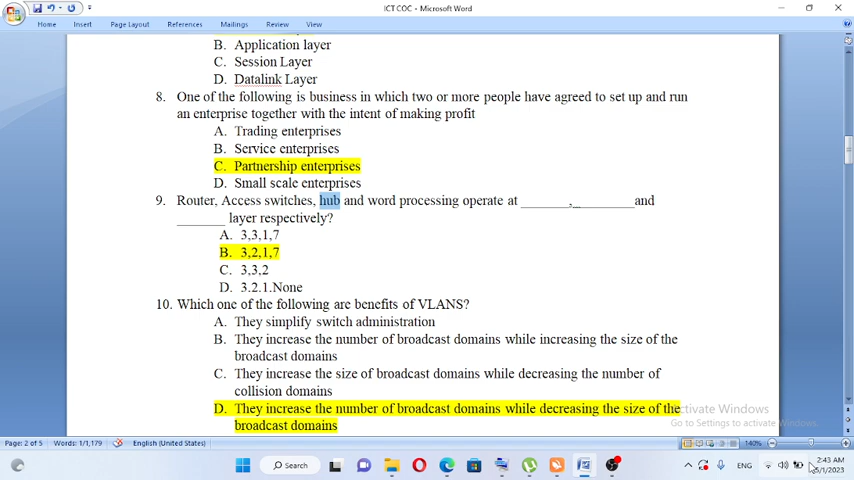 ICT COC - Microsoft Word
Home Insert Page Layout References Mailings Review View
B. Application layer
C. Session Layer
D. Datalink Layer
8. One of the following is business in which two or more people have agreed to set up and run
an enterprise together with the intent of making profit
A. Trading enterprises
B. Service enterprises
C. Partnership enterprises
D. Small scale enterprises
9. Router, Access switches, hub and word processing operate at _______,_ ________and
_______ layer respectively?
A. 3,3,1,7
B. 3,2,1,7
C. 3,3,2
D. 3.2.1.None
10. Which one of the following are benefits of VLANS?
A. They simplify switch administration
B. They increase the number of broadcast domains while increasing the size of the
broadcast domains
C. They increase the size of broadcast domains while decreasing the number of
collision domains
D. They increase the number of broadcast domains while decreasing the size of the
broadcast domains
Activate Windows
Go to Settings to activate Windows.
Page: 2 of 5 Words: 1/1,179 English (United States) 140%
Search ENG 2:43 AM
5/1/2023